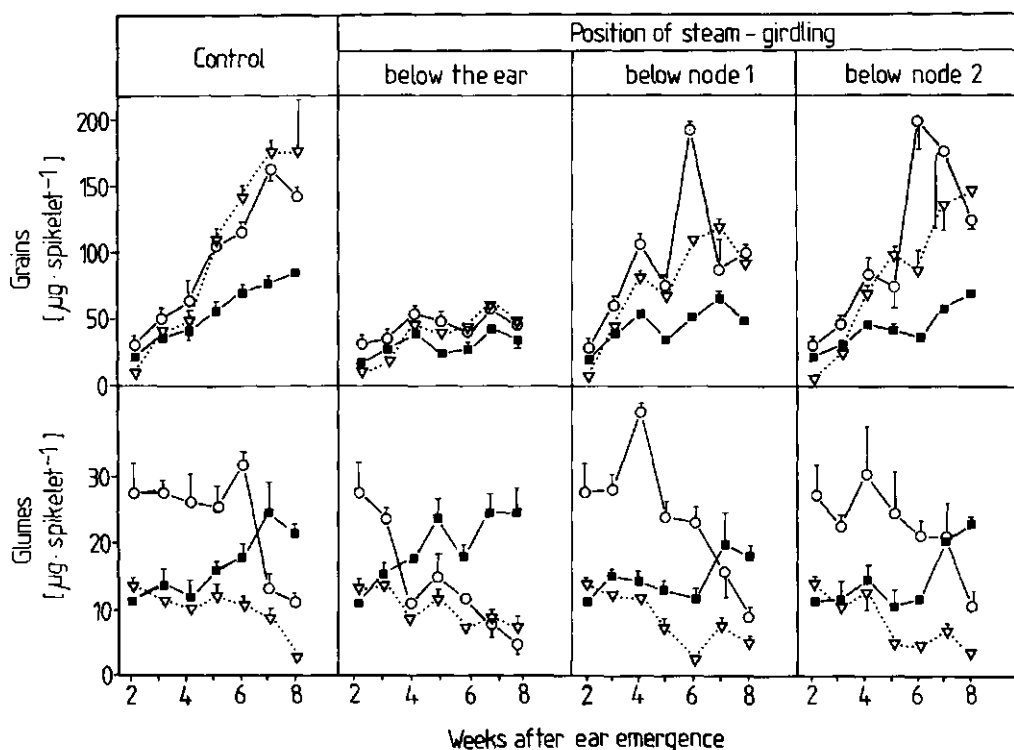 Control
Position of steam - girdling
below the ear
below node 1
below node 2
Grains
[ µg · spikelet⁻¹ ]
200
150
100
50
0
Glumes
[ µg · spikelet⁻¹ ]
30
20
10
0
2 4 6 8
2 4 6 8
2 4 6 8
2 4 6 8
Weeks after ear emergence